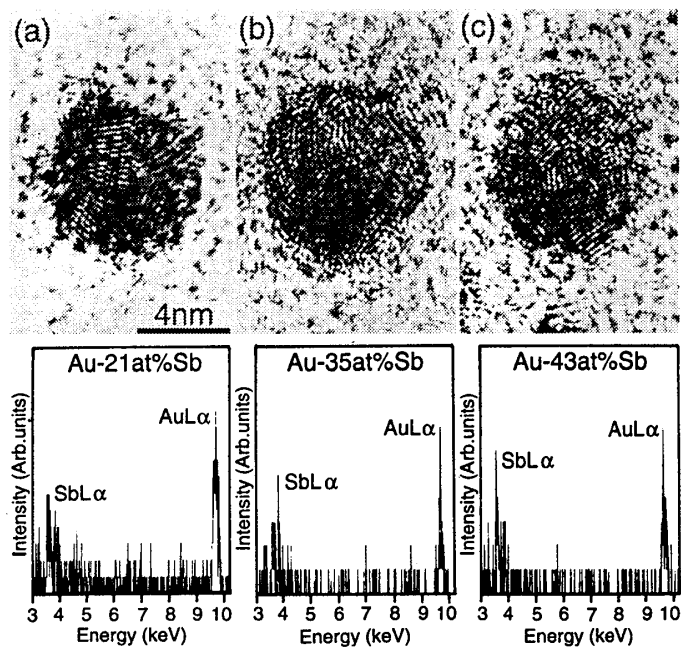 (a) (b) (c)
4nm
Au-21at%Sb Au-35at%Sb Au-43at%Sb
Intensity (Arb.units) Intensity (Arb.units) Intensity (Arb.units)
AuLα AuLα AuLα
SbLα SbLα SbLα
3 4 5 6 7 8 9 10 3 4 5 6 7 8 9 10 3 4 5 6 7 8 9 10
Energy (keV) Energy (keV) Energy (keV)